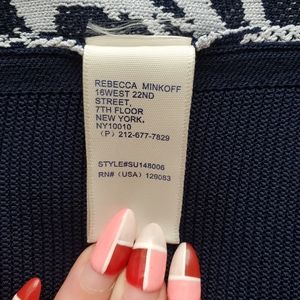 REBECCA MINKOFF
16WEST 22ND
STREET,
7TH FLOOR
NEW YORK.
NY10010
(P) 212-677-7829
STYLE#SU148006
RN# (USA) 129083